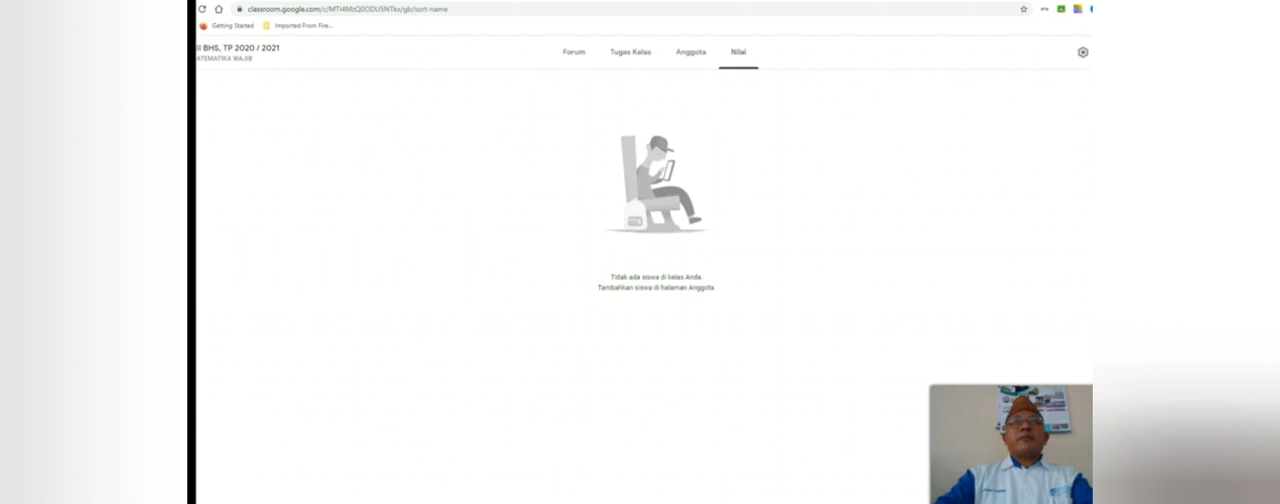 classroom.google.com/c/MTI4MzQ0ODU5NTkx/gb/sort-name
Getting Started
Imported From Fire...
II BHS, TP 2020 / 2021
ATEMATIKA WAJIB
Forum
Tugas Kelas
Anggota
Nilai
Tidak ada siswa di kelas Anda.
Tambahkan siswa di halaman Anggota.